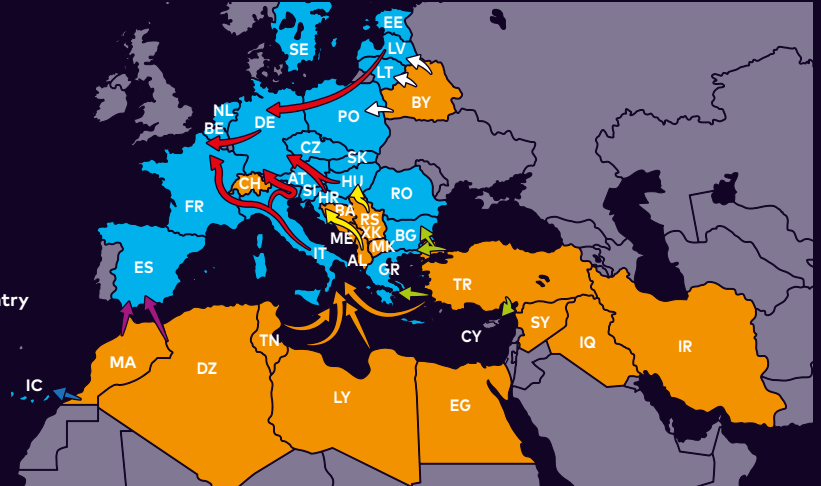 EE
SE
LV
LT
NL
BY
DE
PO
BE
CZ
SK
AT
HU
CH
SI
RO
HR
FR
BA
RS
XK
BG
ME
MK
IT
AL
ES
GR
TR
ntry
SY
CY
TN
IQ
IR
MA
DZ
IC
LY
EG